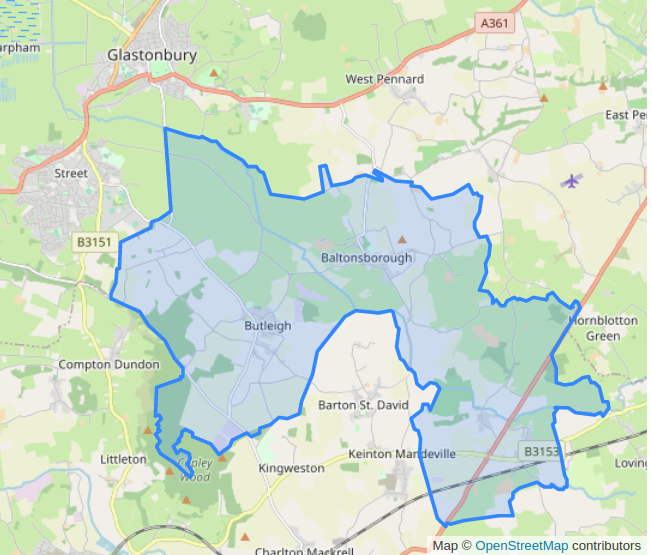 A361
arpham
Glastonbury
West Pennard
East Pe
Street
B3151
Baltonsborough
Butleigh
Hornblotton
Green
Compton Dundon
Barton St. David
Keinton Mandeville
B3153
Littleton
Copley
Wood
Kingweston
Loving
Charlton Mackrell
Map © OpenStreetMap contributors